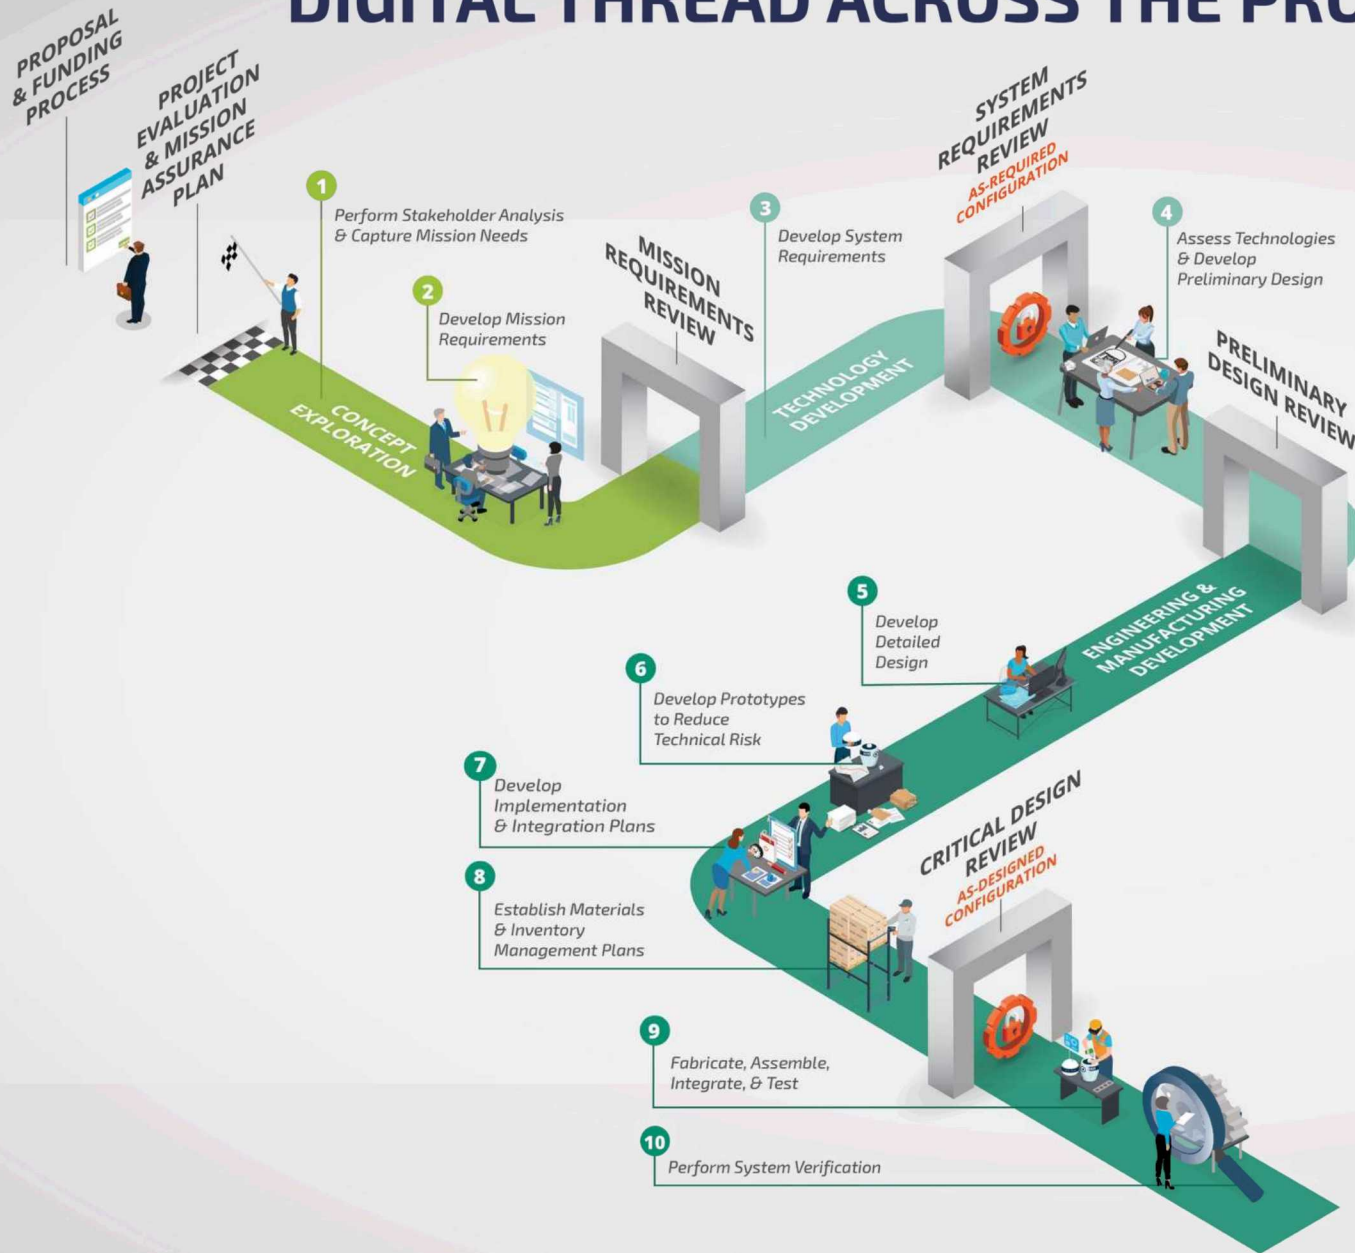 DIGITAL THREAD ACROSS THE
PROPOSAL
& FUNDING
PROCESS
PROJECT
EVALUATION
& MISSION
ASSURANCE
PLAN
1
Perform Stakeholder Analysis
& Capture Mission Needs
2
Develop Mission
Requirements
CONCEPT
EXPLORATION
MISSION
REQUIREMENTS
REVIEW
3
Develop System
Requirements
TECHNOLOGY
DEVELOPMENT
SYSTEM
REQUIREMENTS
REVIEW
AS-REQUIRED
CONFIGURATION
4
Assess Technologies
& Develop
Preliminary Design
PRELIMINARY
DESIGN REVIEW
ENGINEERING &
MANUFACTURING
DEVELOPMENT
5
Develop
Detailed
Design
6
Develop Prototypes
to Reduce
Technical Risk
7
Develop
Implementation
& Integration Plans
8
Establish Materials
& Inventory
Management Plans
CRITICAL DESIGN
REVIEW
AS-DESIGNED
CONFIGURATION
9
Fabricate, Assemble,
Integrate, & Test
10
Perform System Verification